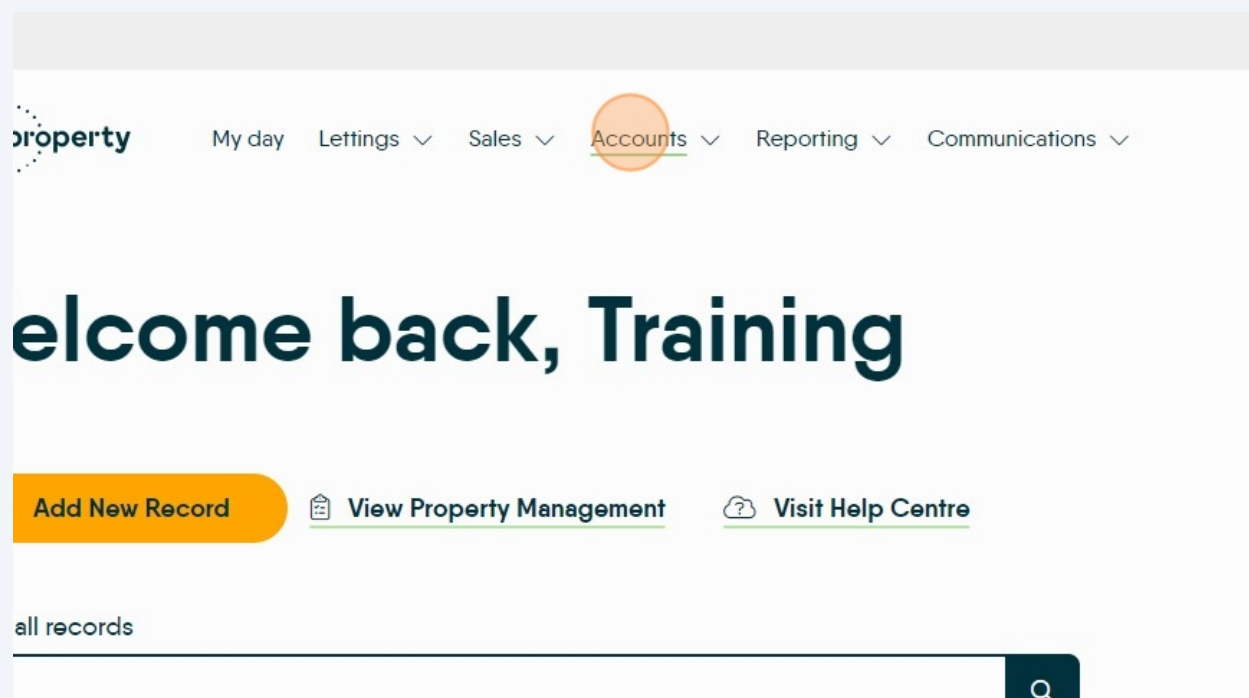 property My day Lettings Sales Accounts Reporting Communications
elcome back, Training
Add New Record View Property Management Visit Help Centre
all records